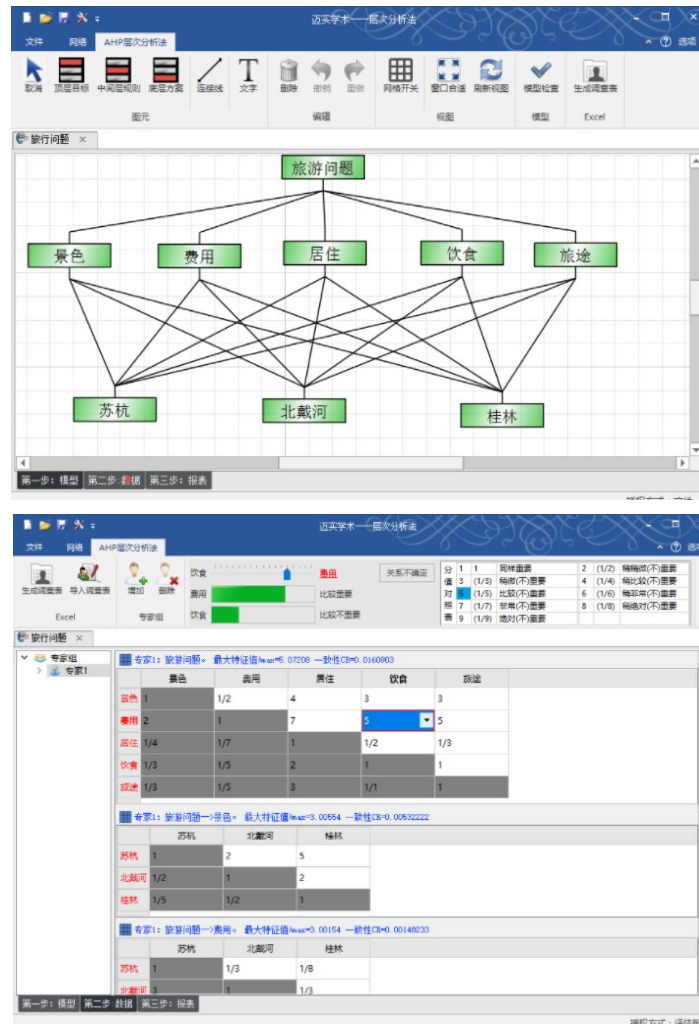 迈实学术——层次分析法
文件 网络 AHP层次分析法 选项
取消 顶层目标 中间层规则 底层方案 连接线 文字 删除 撤销 重做 网格开关 窗口合适 刷新视图 模型检查 生成调查表
图元 编辑 视图 模型 Excel
旅行问题 ×
旅游问题
景色 费用 居住 饮食 旅途
苏杭 北戴河 桂林
第一步：模型 第二步:数据 第三步：报表
迈实学术——层次分析法
文件 网络 AHP层次分析法
生成调查表 导入调查表 增加 删除
Excel 专家组
饮食 费用 关系不确定
费用 比较重要
饮食 比较不重要
分值对照表
1 1 同样重要 2 (1/2) 稍稍微(不)重要
3 (1/3) 稍微(不)重要 4 (1/4) 稍比较(不)重要
5 (1/5) 比较(不)重要 6 (1/6) 稍非常(不)重要
7 (1/7) 非常(不)重要 8 (1/8) 稍绝对(不)重要
9 (1/9) 绝对(不)重要
旅行问题 ×
专家组
专家1
专家1: 旅游问题。 最大特征值λmax=5.07208 一致性CR=0.0160903
景色 费用 居住 饮食 旅途
景色 1 1/2 4 3 3
费用 2 1 7 5 5
居住 1/4 1/7 1 1/2 1/3
饮食 1/3 1/5 2 1 1
旅途 1/3 1/5 3 1/1 1
专家1: 旅游问题—>景色。 最大特征值λmax=3.00554 一致性CR=0.00532222
苏杭 北戴河 桂林
苏杭 1 2 5
北戴河 1/2 1 2
桂林 1/5 1/2 1
专家1: 旅游问题—>费用。 最大特征值λmax=3.00154 一致性CR=0.00148233
苏杭 北戴河 桂林
苏杭 1 1/3 1/8
北戴河 3 1 1/3
第一步：模型 第二步:数据 第三步：报表